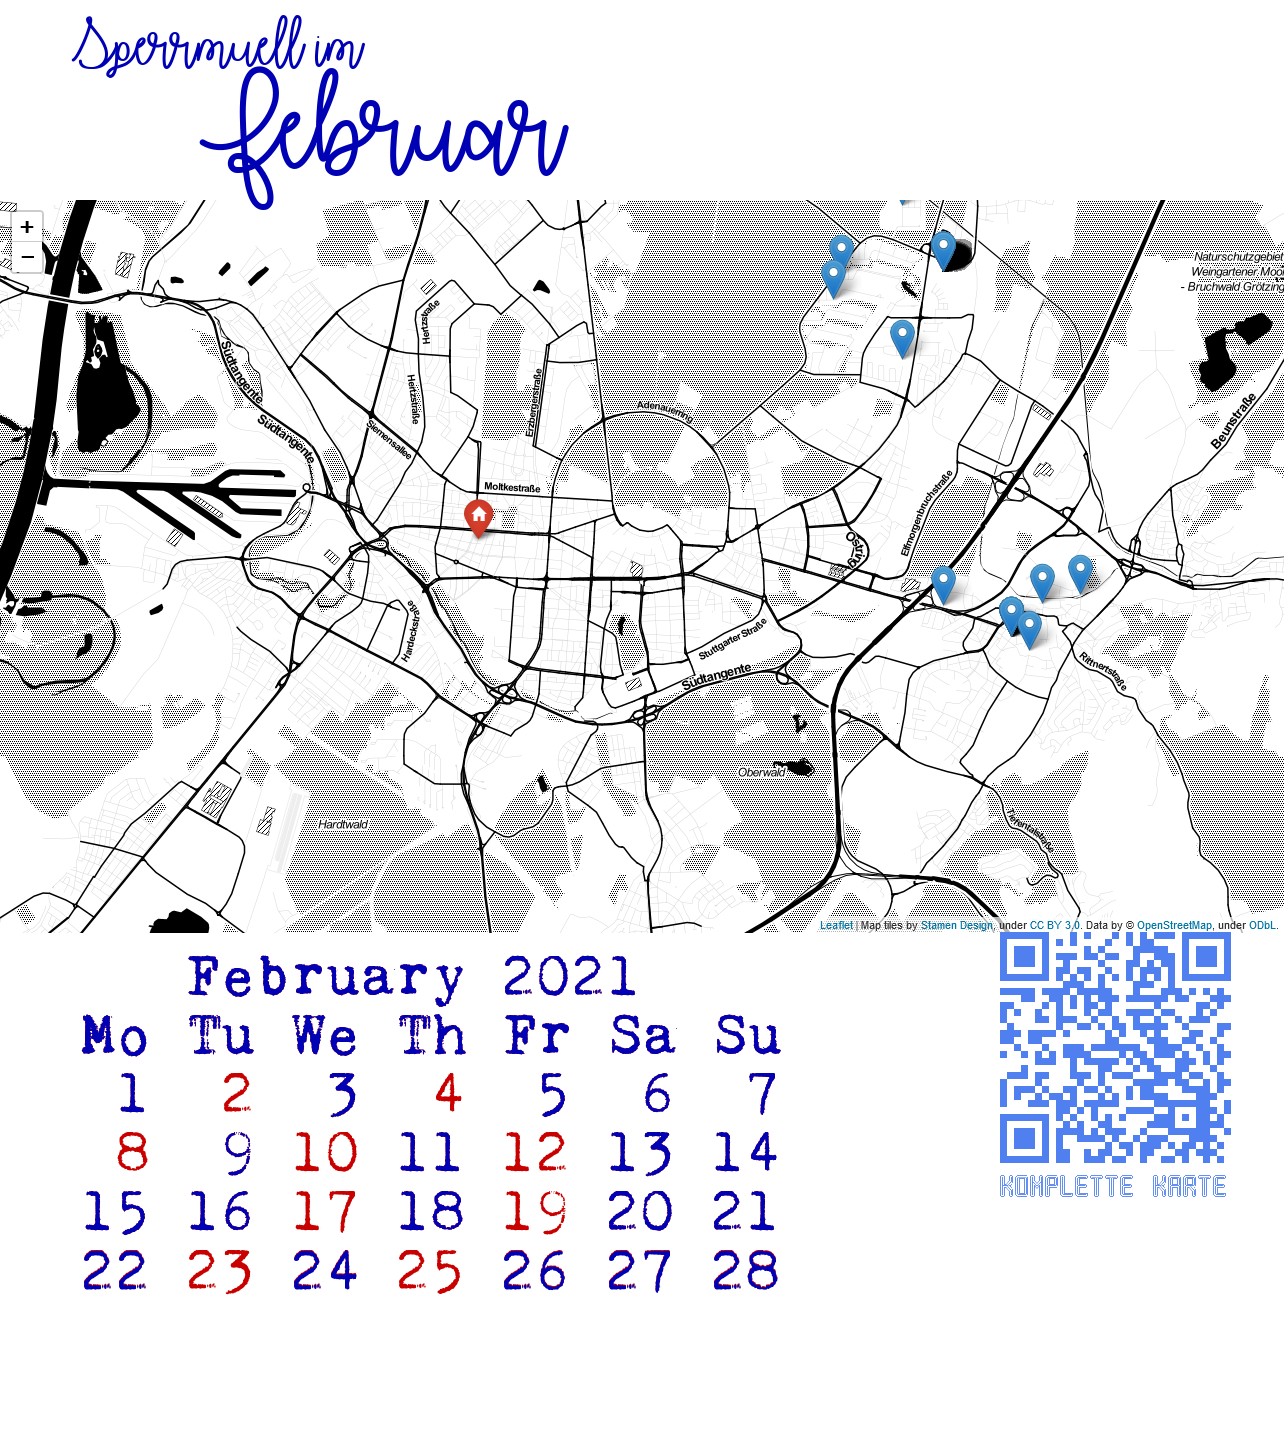 Sperrmuell im
februar
+
−
Naturschutzgebiet
Weingartener Moor
- Bruchwald Grötzing
Hertzstraße
Südtangente
Hertzstraße
Erzbergerstraße
Adenauerring
Beunstraße
Südtangente
Siemensallee
Moltkestraße
Elfmorgenbruchstraße
Ostring
Hardeckstraße
Stuttgarter Straße
Rittnertstraße
Südtangente
Oberwald
Hardtwald
Tiefentalstraße
Leaflet | Map tiles by Stamen Design, under CC BY 3.0. Data by © OpenStreetMap, under ODbL.
February 2021
Mo Tu We Th Fr Sa Su
1 2 3 4 5 6 7
8 9 10 11 12 13 14
15 16 17 18 19 20 21
22 23 24 25 26 27 28
KOMPLETTE KARTE